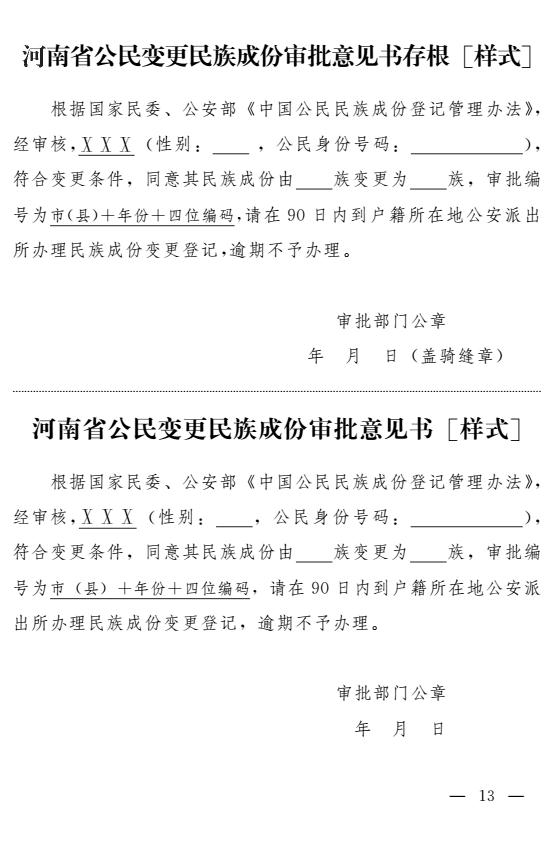 河南省公民变更民族成份审批意见书存根［样式］
根据国家民委、公安部《中国公民民族成份登记管理办法》，
经审核，X X X（性别：____，公民身份号码：__________），
符合变更条件，同意其民族成份由____族变更为____族，审批编
号为市（县）＋年份＋四位编码，请在 90 日内到户籍所在地公安派出
所办理民族成份变更登记，逾期不予办理。
审批部门公章
年 月 日（盖骑缝章）
河南省公民变更民族成份审批意见书［样式］
根据国家民委、公安部《中国公民民族成份登记管理办法》，
经审核，X X X（性别：____，公民身份号码：__________），
符合变更条件，同意其民族成份由____族变更为____族，审批编
号为市（县）＋年份＋四位编码，请在 90 日内到户籍所在地公安派
出所办理民族成份变更登记，逾期不予办理。
审批部门公章
年 月 日
— 13 —